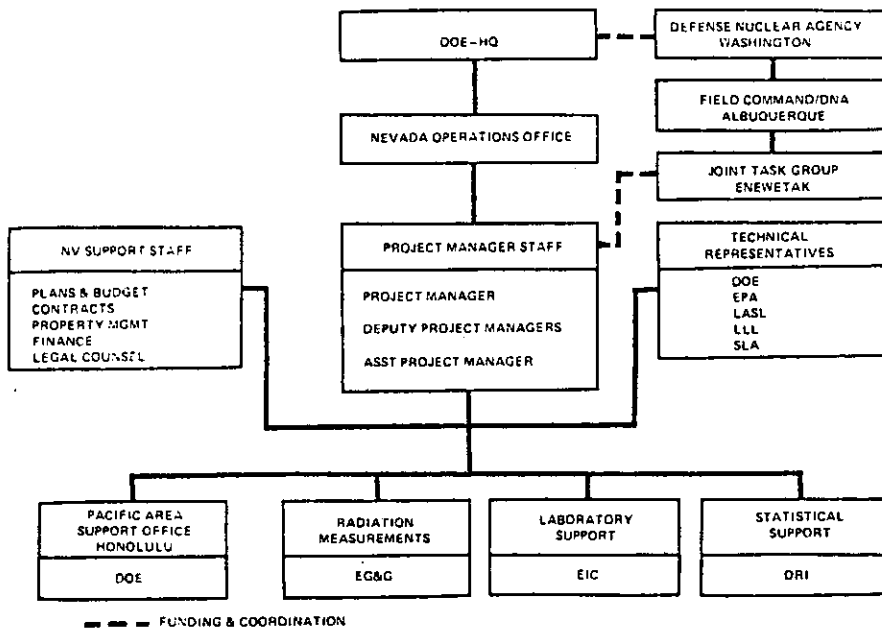 DOE-HQ
DEFENSE NUCLEAR AGENCY
WASHINGTON
FIELD COMMAND/DNA
ALBUQUERQUE
NEVADA OPERATIONS OFFICE
JOINT TASK GROUP
ENEWETAK
NV SUPPORT STAFF
PLANS & BUDGET
CONTRACTS
PROPERTY MGMT
FINANCE
LEGAL COUNSEL
PROJECT MANAGER STAFF
PROJECT MANAGER
DEPUTY PROJECT MANAGERS
ASST PROJECT MANAGER
TECHNICAL
REPRESENTATIVES
DOE
EPA
LASL
LLL
SLA
PACIFIC AREA
SUPPORT OFFICE
HONOLULU
DOE
RADIATION
MEASUREMENTS
EG&G
LABORATORY
SUPPORT
EIC
STATISTICAL
SUPPORT
DRI
FUNDING & COORDINATION